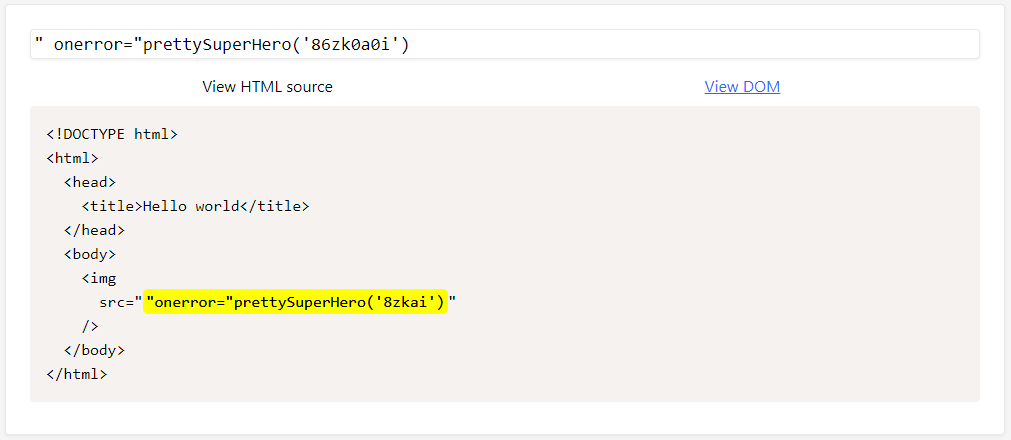 " onerror="prettySuperHero('86zk0a0i')
View HTML source View DOM
<!DOCTYPE html>
<html>
<head>
<title>Hello world</title>
</head>
<body>
<img
src=""onerror="prettySuperHero('8zkai')"
/>
</body>
</html>